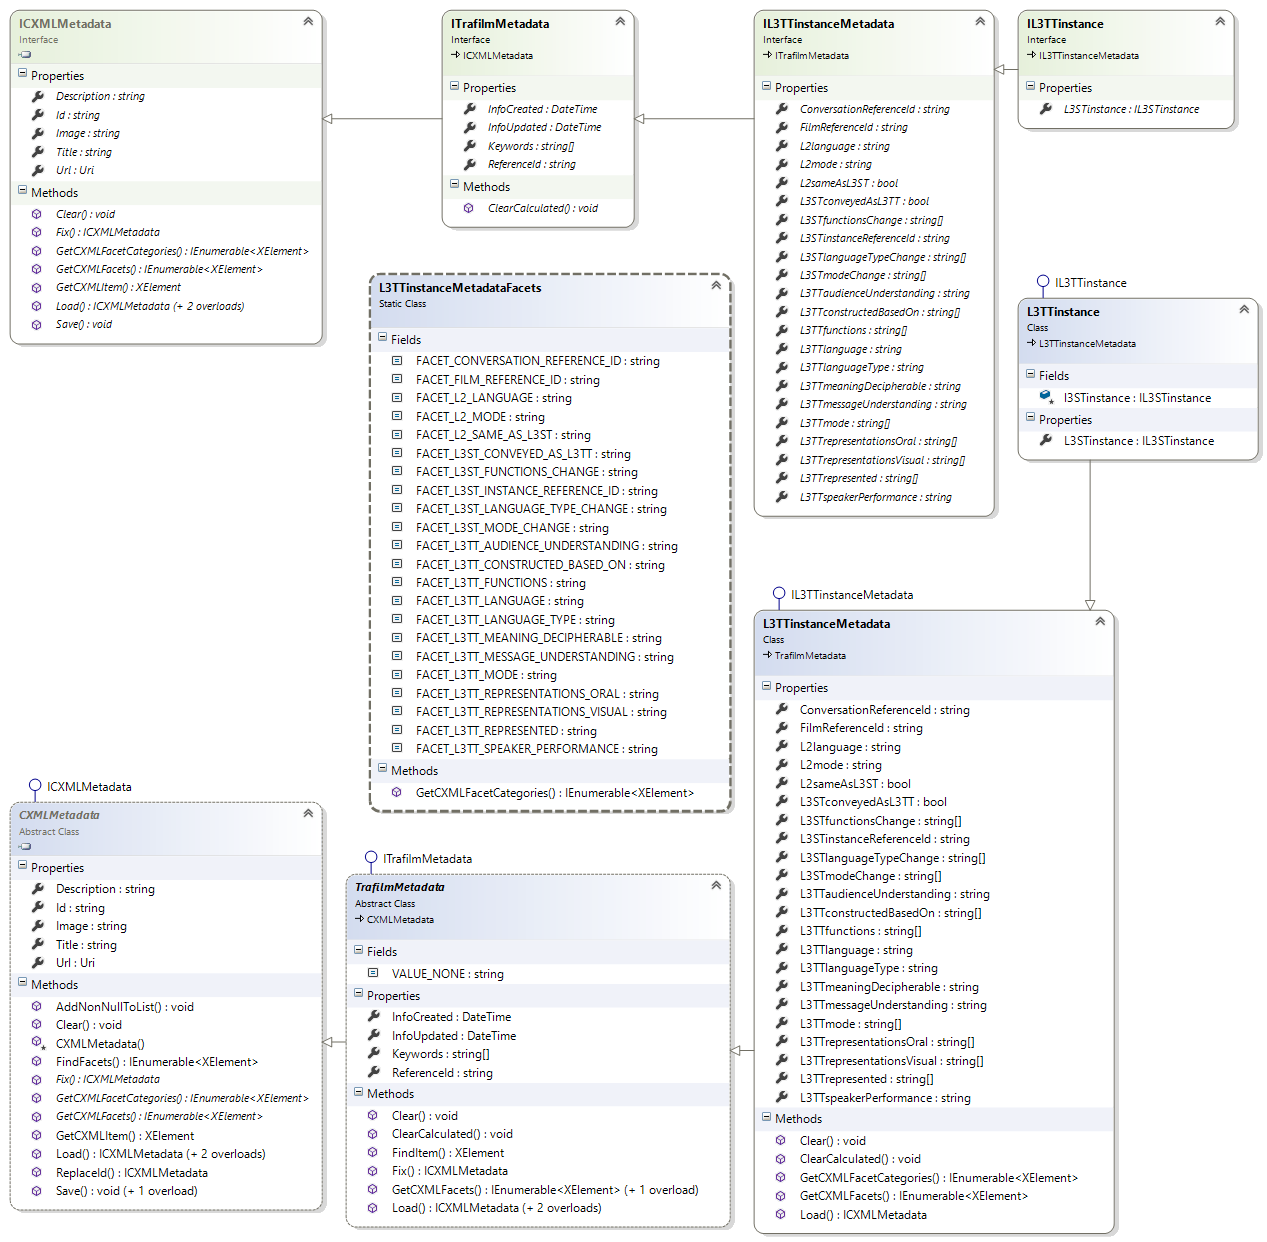 ICXMLMetadata
Interface
Properties
Description : string
Id : string
Image : string
Title : string
Url : Uri
Methods
Clear() : void
Fix() : ICXMLMetadata
GetCXMLFacetCategories() : IEnumerable<XElement>
GetCXMLFacets() : IEnumerable<XElement>
GetCXMLItem() : XElement
Load() : ICXMLMetadata (+ 2 overloads)
Save() : void
ITrafilmMetadata
Interface
ICXMLMetadata
Properties
InfoCreated : DateTime
InfoUpdated : DateTime
Keywords : string[]
ReferenceId : string
Methods
ClearCalculated() : void
IL3TTinstanceMetadata
Interface
ITrafilmMetadata
Properties
ConversationReferenceId : string
FilmReferenceId : string
L2language : string
L2mode : string
L2sameAsL3ST : bool
L3STconveyedAsL3TT : bool
L3STfunctionsChange : string[]
L3STinstanceReferenceId : string
L3STlanguageTypeChange : string[]
L3STmodeChange : string[]
L3TTaudienceUnderstanding : string
L3TTconstructedBasedOn : string[]
L3TTfunctions : string[]
L3TTlanguage : string
L3TTlanguageType : string
L3TTmeaningDecipherable : string
L3TTmessageUnderstanding : string
L3TTmode : string[]
L3TTrepresentationsOral : string[]
L3TTrepresentationsVisual : string[]
L3TTrepresented : string[]
L3TTspeakerPerformance : string
IL3TTinstance
Interface
IL3TTinstanceMetadata
Properties
L3STinstance : IL3STinstance
L3TTinstanceMetadataFacets
Static Class
Fields
FACET_CONVERSATION_REFERENCE_ID : string
FACET_FILM_REFERENCE_ID : string
FACET_L2_LANGUAGE : string
FACET_L2_MODE : string
FACET_L2_SAME_AS_L3ST : string
FACET_L3ST_CONVEYED_AS_L3TT : string
FACET_L3ST_FUNCTIONS_CHANGE : string
FACET_L3ST_INSTANCE_REFERENCE_ID : string
FACET_L3ST_LANGUAGE_TYPE_CHANGE : string
FACET_L3ST_MODE_CHANGE : string
FACET_L3TT_AUDIENCE_UNDERSTANDING : string
FACET_L3TT_CONSTRUCTED_BASED_ON : string
FACET_L3TT_FUNCTIONS : string
FACET_L3TT_LANGUAGE : string
FACET_L3TT_LANGUAGE_TYPE : string
FACET_L3TT_MEANING_DECIPHERABLE : string
FACET_L3TT_MESSAGE_UNDERSTANDING : string
FACET_L3TT_MODE : string
FACET_L3TT_REPRESENTATIONS_ORAL : string
FACET_L3TT_REPRESENTATIONS_VISUAL : string
FACET_L3TT_REPRESENTED : string
FACET_L3TT_SPEAKER_PERFORMANCE : string
Methods
GetCXMLFacetCategories() : IEnumerable<XElement>
IL3TTinstance
L3TTinstance
Class
L3TTinstanceMetadata
Fields
l3STinstance : IL3STinstance
Properties
L3STinstance : IL3STinstance
IL3TTinstanceMetadata
L3TTinstanceMetadata
Class
TrafilmMetadata
Properties
ConversationReferenceId : string
FilmReferenceId : string
L2language : string
L2mode : string
L2sameAsL3ST : bool
L3STconveyedAsL3TT : bool
L3STfunctionsChange : string[]
L3STinstanceReferenceId : string
L3STlanguageTypeChange : string[]
L3STmodeChange : string[]
L3TTaudienceUnderstanding : string
L3TTconstructedBasedOn : string[]
L3TTfunctions : string[]
L3TTlanguage : string
L3TTlanguageType : string
L3TTmeaningDecipherable : string
L3TTmessageUnderstanding : string
L3TTmode : string[]
L3TTrepresentationsOral : string[]
L3TTrepresentationsVisual : string[]
L3TTrepresented : string[]
L3TTspeakerPerformance : string
Methods
Clear() : void
ClearCalculated() : void
GetCXMLFacetCategories() : IEnumerable<XElement>
GetCXMLFacets() : IEnumerable<XElement>
Load() : ICXMLMetadata
ICXMLMetadata
CXMLMetadata
Abstract Class
Properties
Description : string
Id : string
Image : string
Title : string
Url : Uri
Methods
AddNonNullToList() : void
Clear() : void
CXMLMetadata()
FindFacets() : IEnumerable<XElement>
Fix() : ICXMLMetadata
GetCXMLFacetCategories() : IEnumerable<XElement>
GetCXMLFacets() : IEnumerable<XElement>
GetCXMLItem() : XElement
Load() : ICXMLMetadata (+ 2 overloads)
ReplaceId() : ICXMLMetadata
Save() : void (+ 1 overload)
ITrafilmMetadata
TrafilmMetadata
Abstract Class
CXMLMetadata
Fields
VALUE_NONE : string
Properties
InfoCreated : DateTime
InfoUpdated : DateTime
Keywords : string[]
ReferenceId : string
Methods
Clear() : void
ClearCalculated() : void
FindItem() : XElement
Fix() : ICXMLMetadata
GetCXMLFacets() : IEnumerable<XElement> (+ 1 overload)
Load() : ICXMLMetadata (+ 2 overloads)